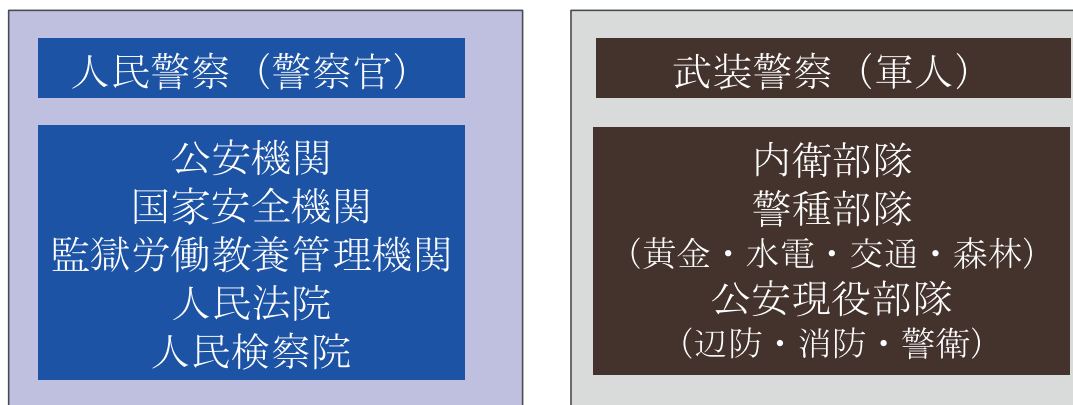 人民警察（警察官）
公安機関
国家安全機関
監獄労働教養管理機関
人民法院
人民検察院
武装警察（軍人）
内衛部隊
警種部隊
（黄金・水電・交通・森林）
公安現役部隊
（辺防・消防・警衛）